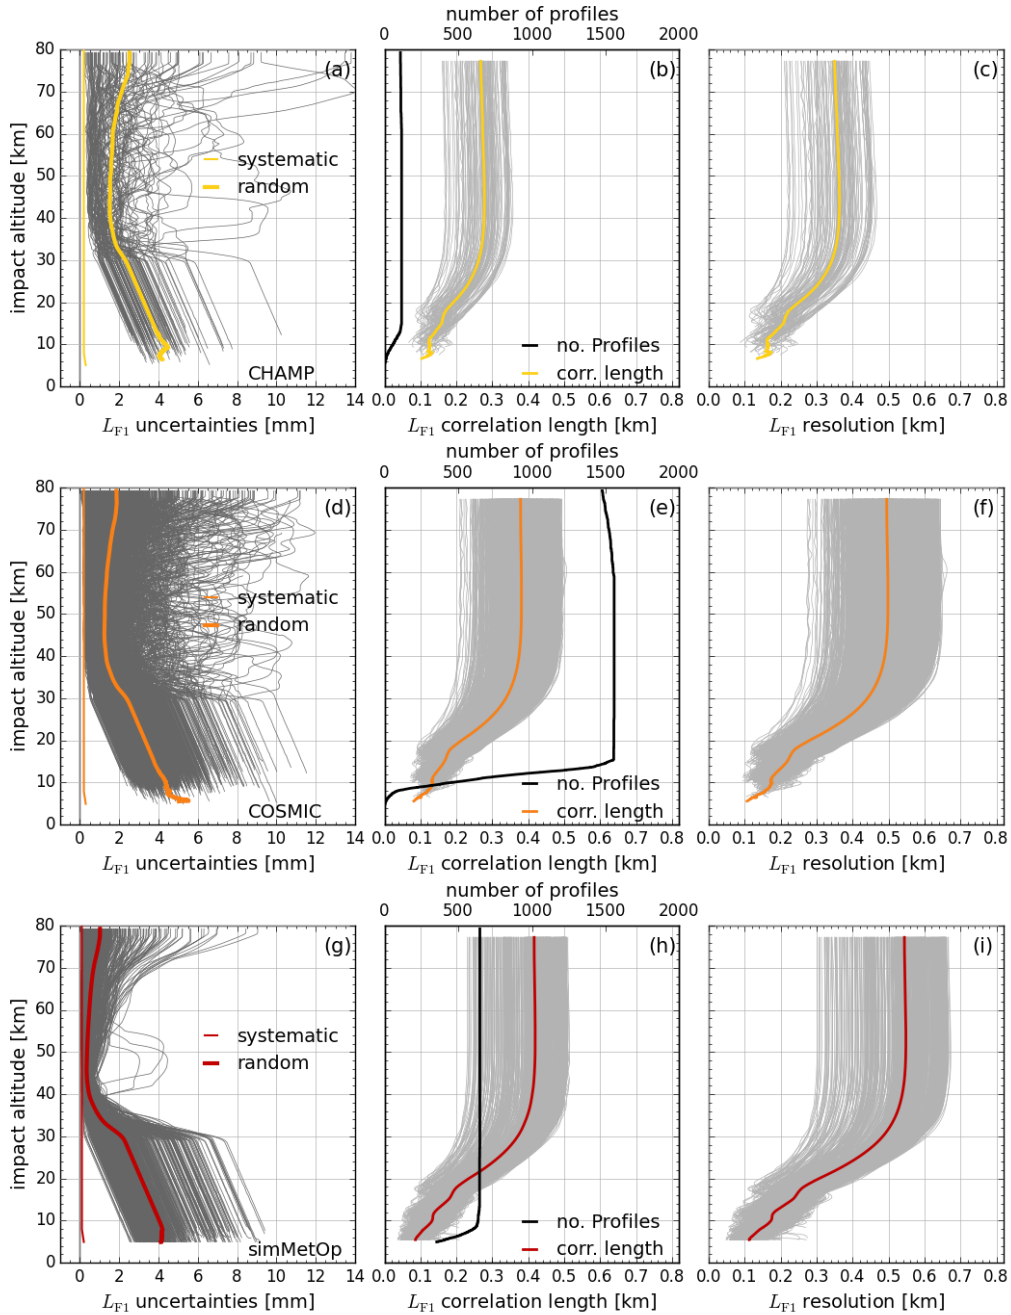 number of profiles
0 500 1000 1500 2000
80
70
60
50
40
30
20
10
0
impact altitude [km]
(a)
systematic
random
CHAMP
0 2 4 6 8 10 12 14
L_F1 uncertainties [mm]
(b)
no. Profiles
corr. length
0.0 0.1 0.2 0.3 0.4 0.5 0.6 0.7 0.8
L_F1 correlation length [km]
(c)
0.0 0.1 0.2 0.3 0.4 0.5 0.6 0.7 0.8
L_F1 resolution [km]
number of profiles
0 500 1000 1500 2000
80
70
60
50
40
30
20
10
0
impact altitude [km]
(d)
systematic
random
COSMIC
0 2 4 6 8 10 12 14
L_F1 uncertainties [mm]
(e)
no. Profiles
corr. length
0.0 0.1 0.2 0.3 0.4 0.5 0.6 0.7 0.8
L_F1 correlation length [km]
(f)
0.0 0.1 0.2 0.3 0.4 0.5 0.6 0.7 0.8
L_F1 resolution [km]
number of profiles
0 500 1000 1500 2000
80
70
60
50
40
30
20
10
0
impact altitude [km]
(g)
systematic
random
simMetOp
0 2 4 6 8 10 12 14
L_F1 uncertainties [mm]
(h)
no. Profiles
corr. length
0.0 0.1 0.2 0.3 0.4 0.5 0.6 0.7 0.8
L_F1 correlation length [km]
(i)
0.0 0.1 0.2 0.3 0.4 0.5 0.6 0.7 0.8
L_F1 resolution [km]